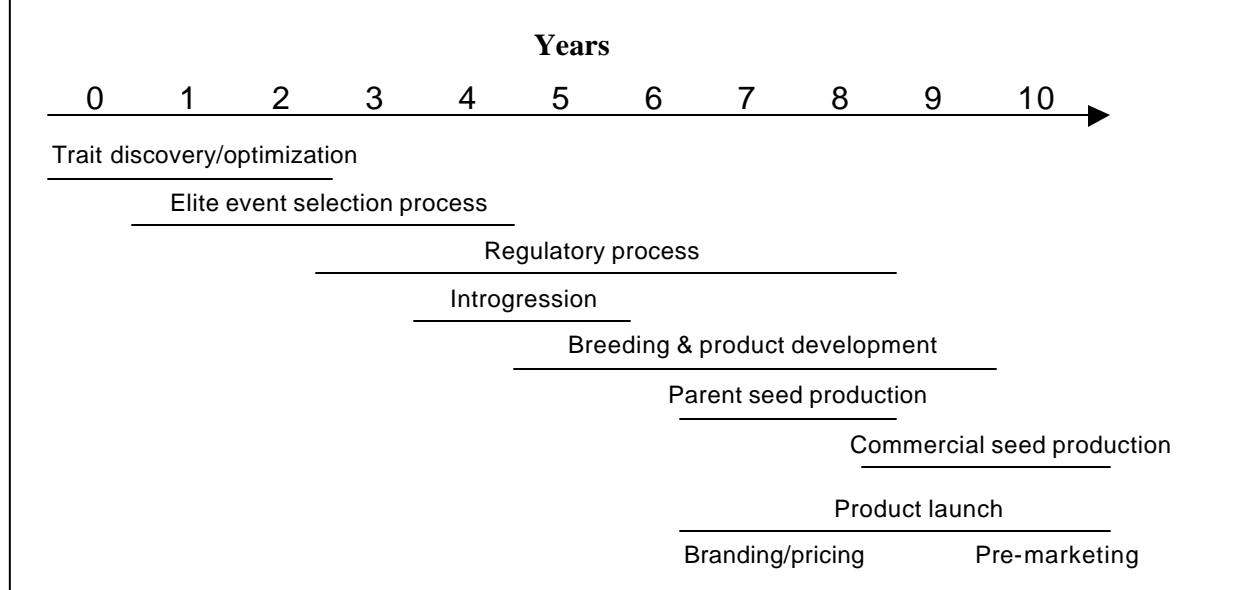 Years
0 1 2 3 4 5 6 7 8 9 10
Trait discovery/optimization
Elite event selection process
Regulatory process
Introgression
Breeding & product development
Parent seed production
Commercial seed production
Product launch
Branding/pricing Pre-marketing